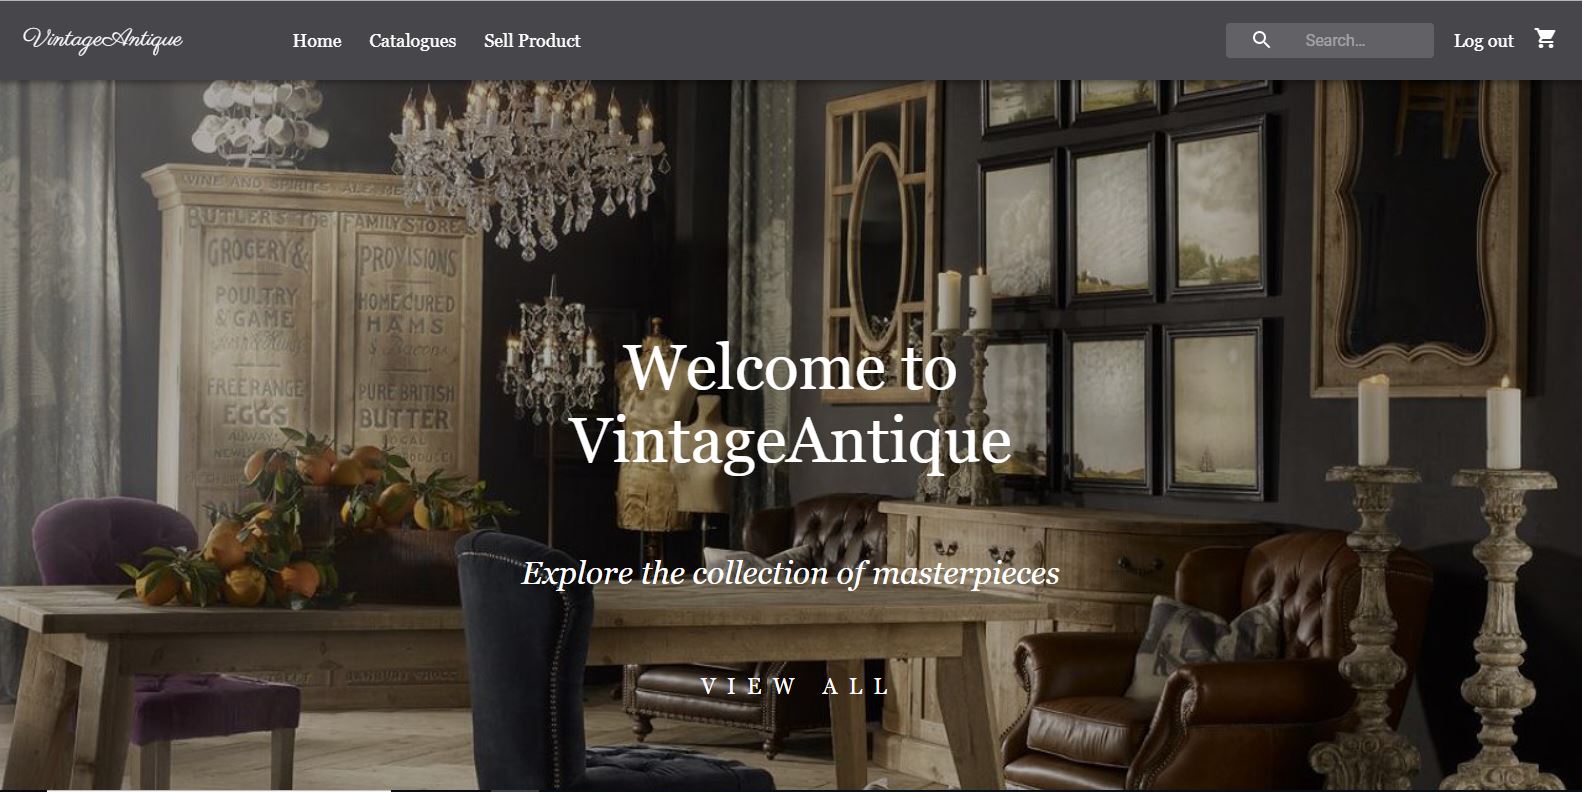 VintageAntique
Home Catalogues Sell Product
Search...
Log out
WINE AND SPIRITS ALE
BUTLER'S The FAMILY STORE
GROCERY &
POULTRY
& GAME
FREE RANGE
EGGS
PROVISIONS
HOME CURED
HAMS
& Bacons
PURE BRITISH
BUTTER
LOCAL
Welcome to
VintageAntique
Explore the collection of masterpieces
VIEW ALL